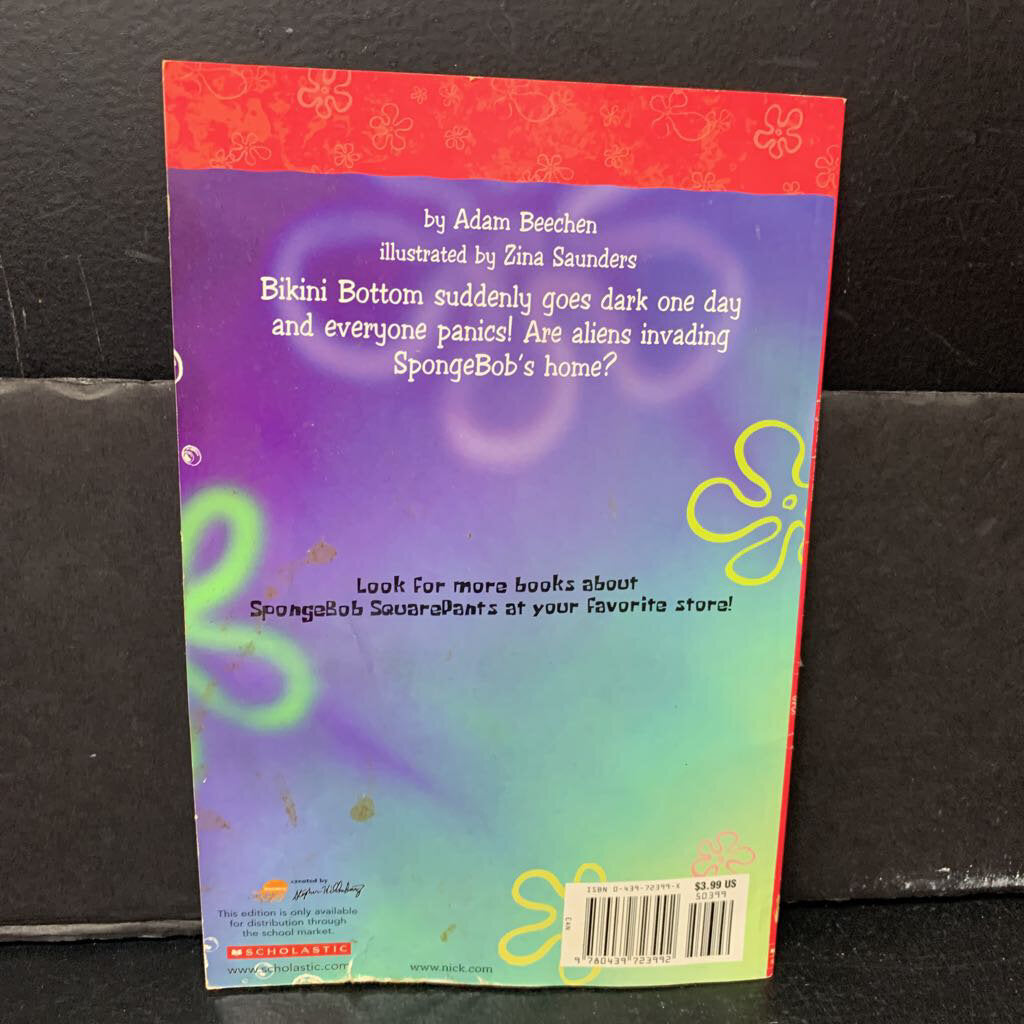 by Adam Beechen
illustrated by Zina Saunders
Bikini Bottom suddenly goes dark one day
and everyone panics! Are aliens invading
SpongeBob's home?
Look for more books about
SpongeBob SquarePants at your favorite store!
created by
Stephen Hillenburg
This edition is only available
for distribution through
the school market.
SCHOLASTIC
www.scholastic.com
www.nick.com
ISBN 0-439-72399-X
$3.99 US
50399
CAN
9 780439 723992